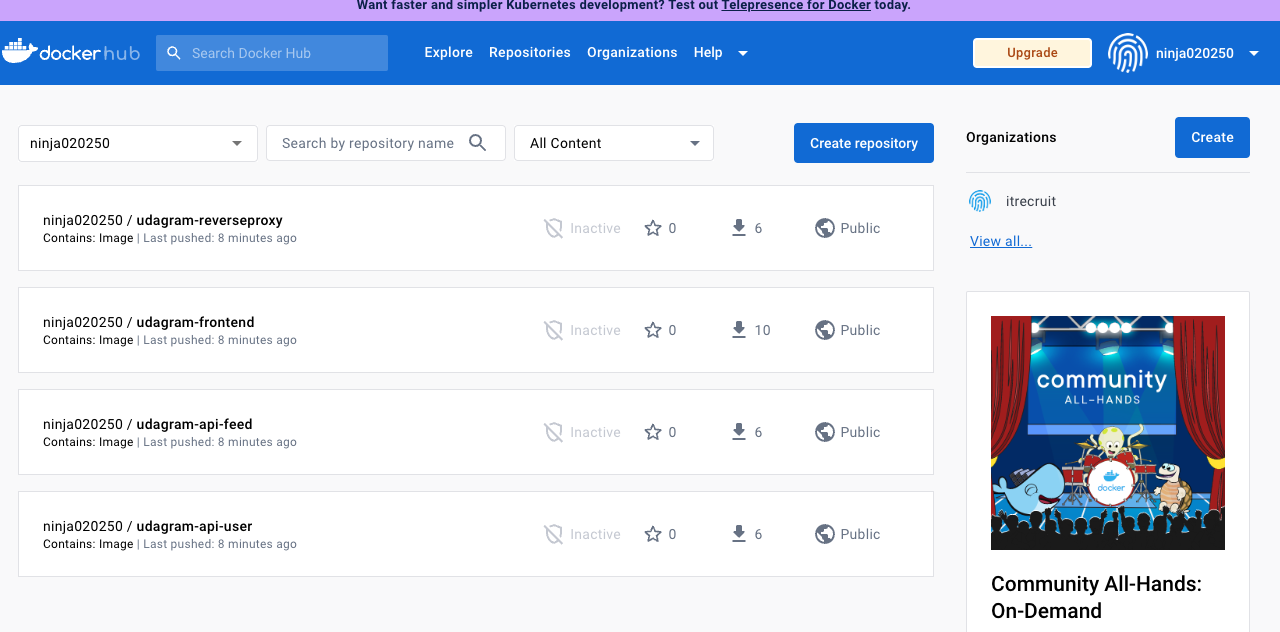 Want faster and simpler Kubernetes development? Test out Telepresence for Docker today.
docker hub
Search Docker Hub
Explore
Repositories
Organizations
Help
Upgrade
ninja020250
ninja020250
Search by repository name
All Content
Create repository
ninja020250 / udagram-reverseproxy
Contains: Image | Last pushed: 8 minutes ago
Inactive
0
6
Public
ninja020250 / udagram-frontend
Contains: Image | Last pushed: 8 minutes ago
Inactive
0
10
Public
ninja020250 / udagram-api-feed
Contains: Image | Last pushed: 8 minutes ago
Inactive
0
6
Public
ninja020250 / udagram-api-user
Contains: Image | Last pushed: 8 minutes ago
Inactive
0
6
Public
Organizations
Create
itrecruit
View all...
community
ALL-HANDS
docker
Community All-Hands:
On-Demand